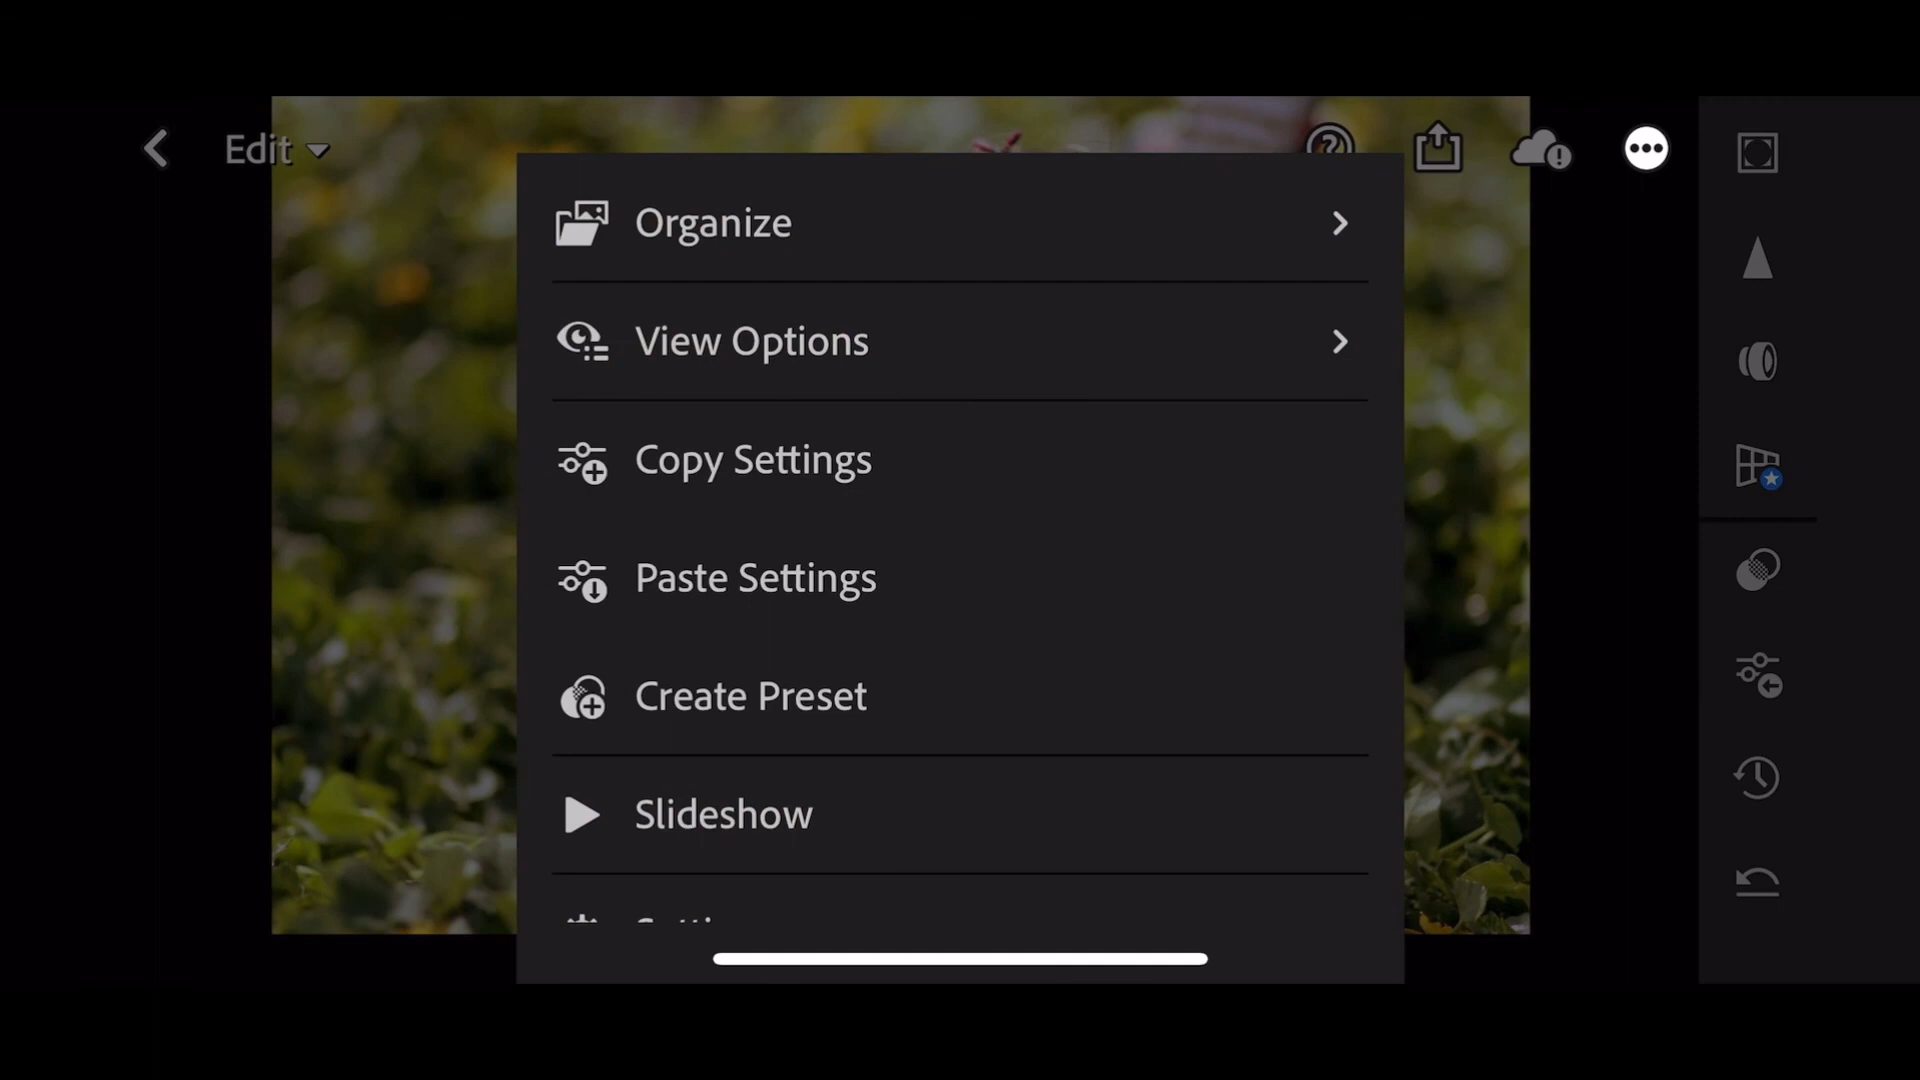 Edit
Organize
View Options
Copy Settings
Paste Settings
Create Preset
Slideshow